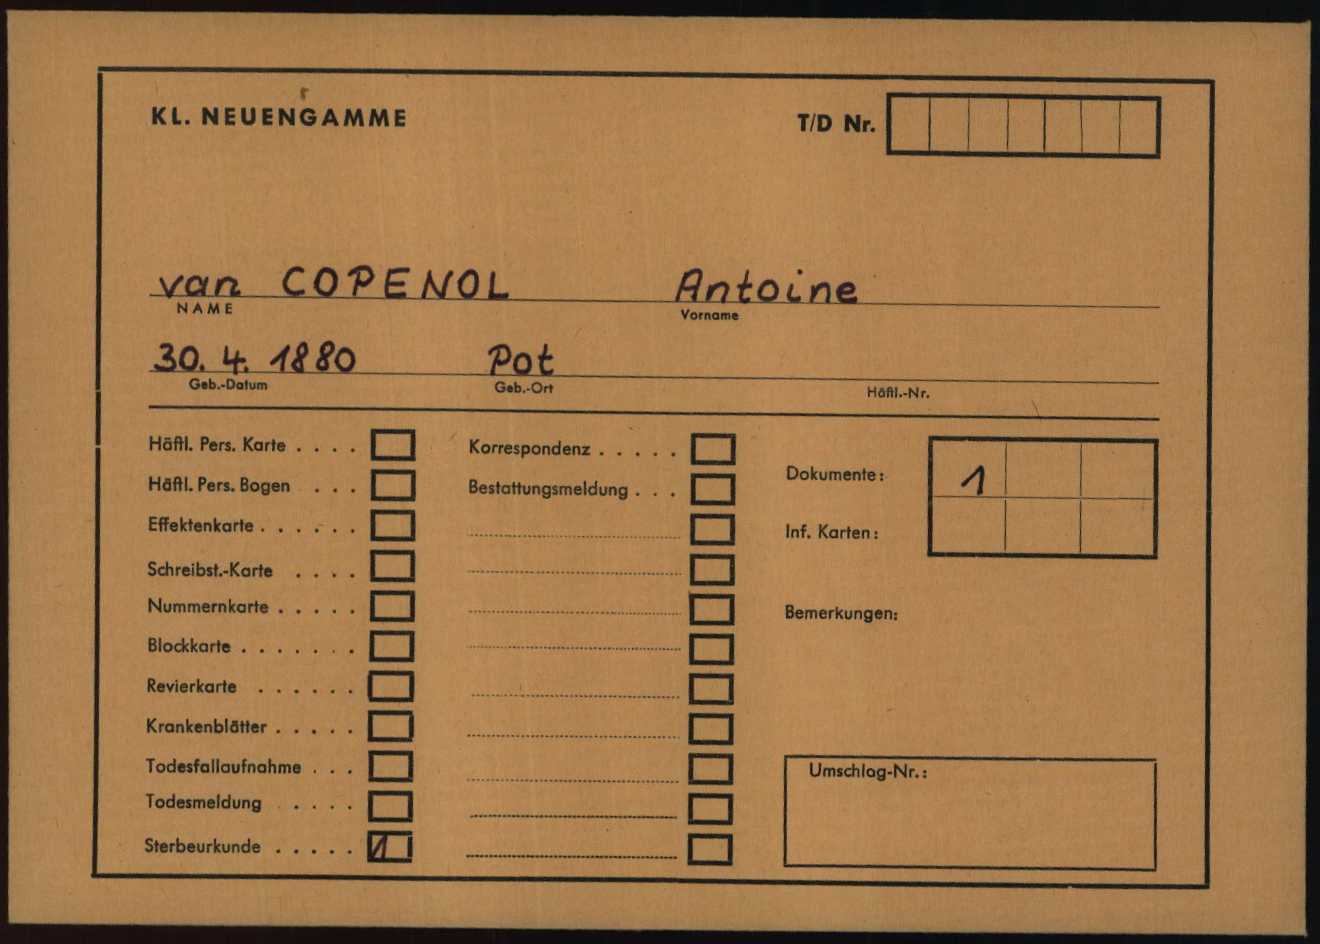 KL. NEUENGAMME
T/D Nr.
van COPENOL Antoine
NAME Vorname
30. 4. 1880 Pot
Geb.-Datum Geb.-Ort Häftl.-Nr.
Häftl. Pers. Karte . . . .
Häftl. Pers. Bogen . . .
Effektenkarte . . . . . .
Schreibst.-Karte . . . .
Nummernkarte . . . . .
Blockkarte . . . . . . .
Revierkarte . . . . . .
Krankenblätter . . . . .
Todesfallaufnahme . . .
Todesmeldung . . . .
Sterbeurkunde . . . . . 1
Korrespondenz . . . . .
Bestattungsmeldung . . .
Dokumente: 1
Inf. Karten:
Bemerkungen:
Umschlag-Nr.: